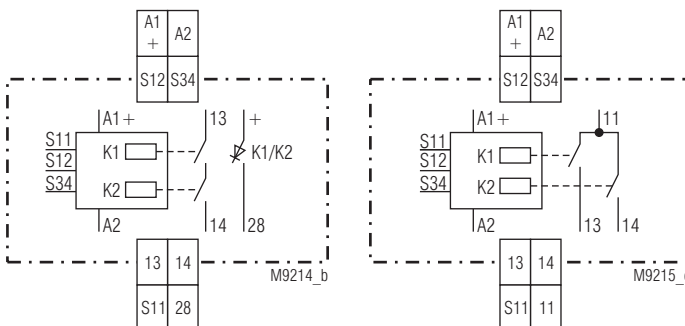 A1 + A2
S12 S34
A1+ 13 +
S11
S12 K1 K1/K2
S34 K2
A2 14 28
13 14
M9214_b
S11 28
A1 + A2
S12 S34
A1+ 11
S11
S12 K1
S34 K2
A2 13 14
13 14
M9215_
S11 11